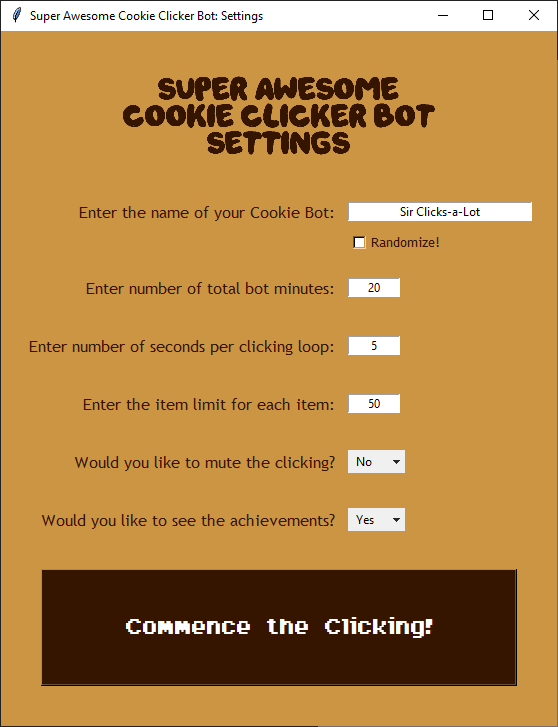 Super Awesome Cookie Clicker Bot: Settings
SUPER AWESOME
COOKIE CLICKER BOT
SETTINGS
Enter the name of your Cookie Bot: Sir Clicks-a-Lot
Randomize!
Enter number of total bot minutes: 20
Enter number of seconds per clicking loop: 5
Enter the item limit for each item: 50
Would you like to mute the clicking? No
Would you like to see the achievements? Yes
Commence the Clicking!